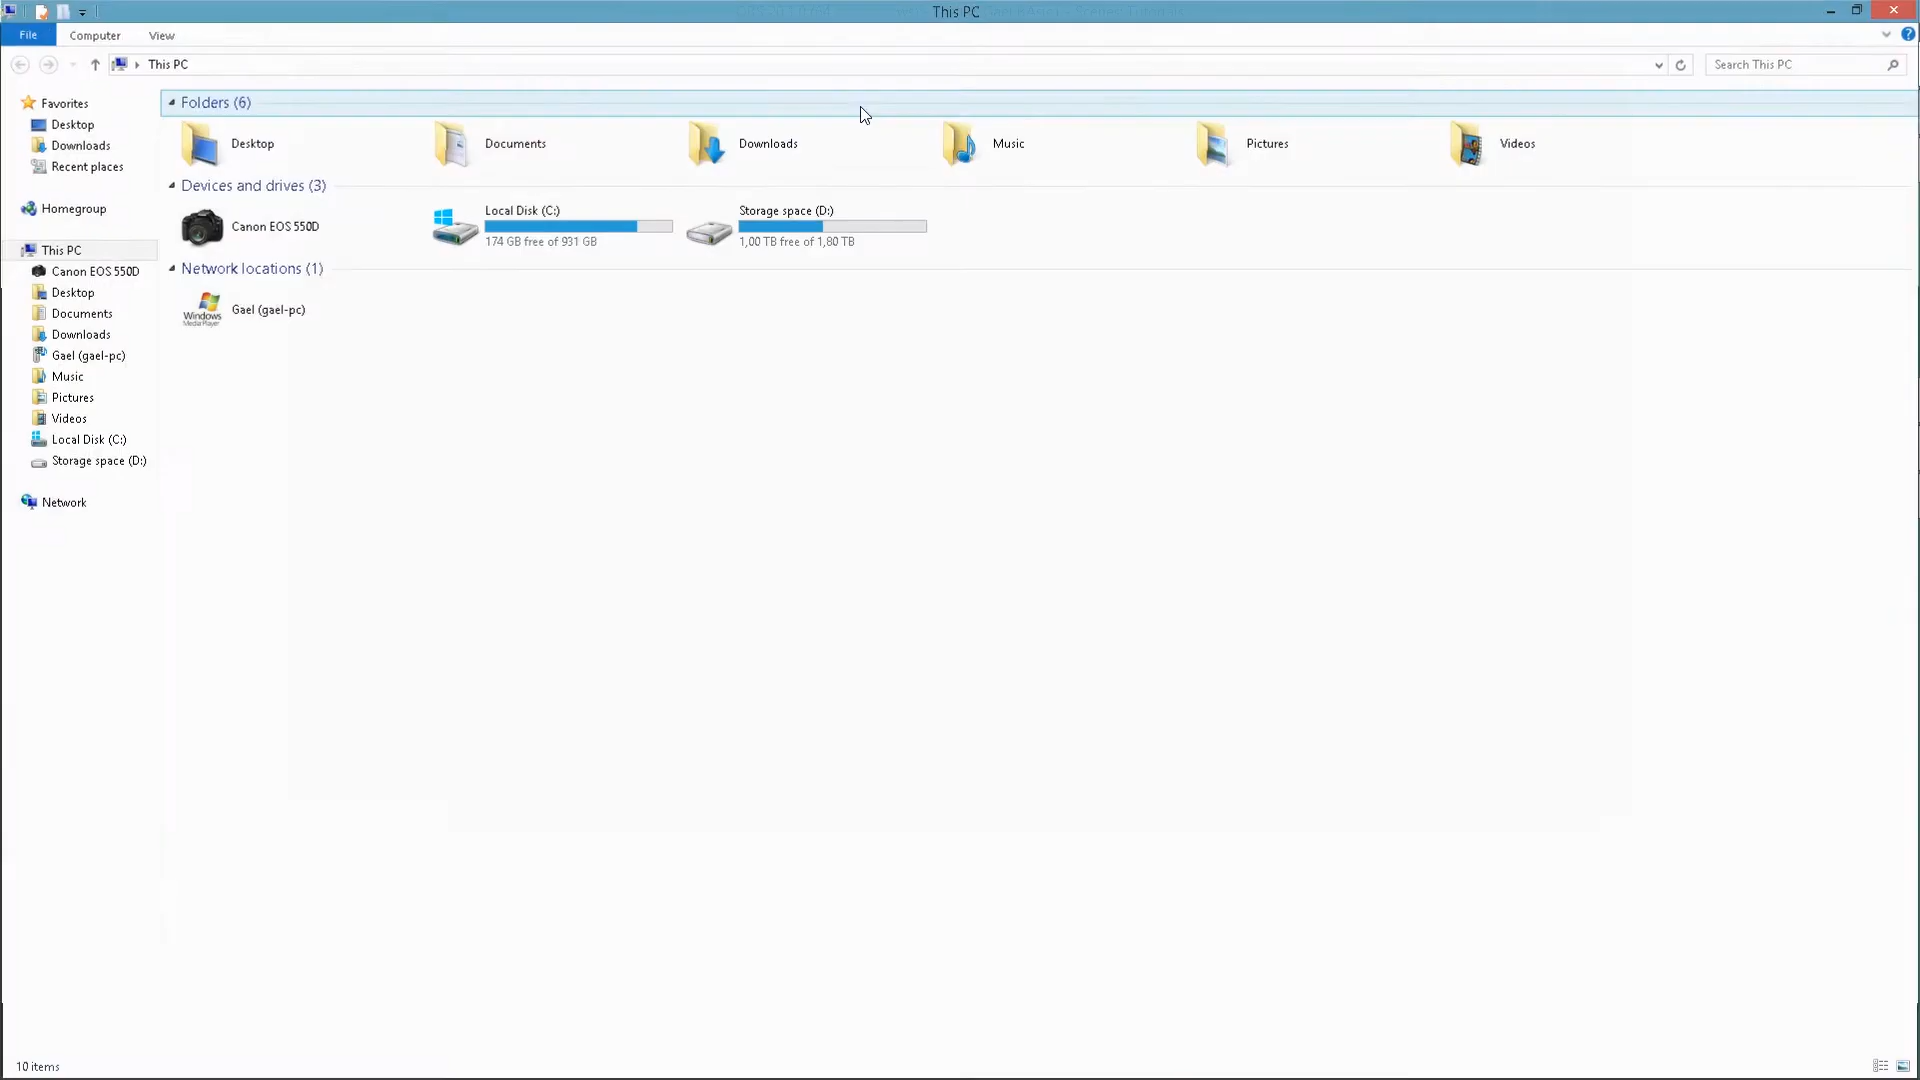 This PC
File
Computer
View
This PC
Search This PC
Favorites
Desktop
Downloads
Recent places
Homegroup
This PC
Canon EOS 550D
Desktop
Documents
Downloads
Gael (gael-pc)
Music
Pictures
Videos
Local Disk (C:)
Storage space (D:)
Network
Folders (6)
Desktop
Documents
Downloads
Music
Pictures
Videos
Devices and drives (3)
Canon EOS 550D
Local Disk (C:)
174 GB free of 931 GB
Storage space (D:)
1,00 TB free of 1,80 TB
Network locations (1)
Windows
Media Player
Gael (gael-pc)
10 items